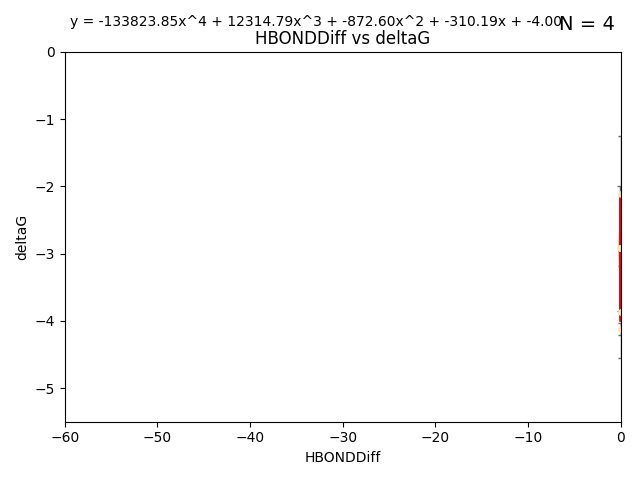 y = -133823.85x^4 + 12314.79x^3 + -872.60x^2 + -310.19x + -4.00
N = 4
HBONDDiff vs deltaG
0
−1
−2
−3
−4
−5
deltaG
−60 −50 −40 −30 −20 −10 0
HBONDDiff